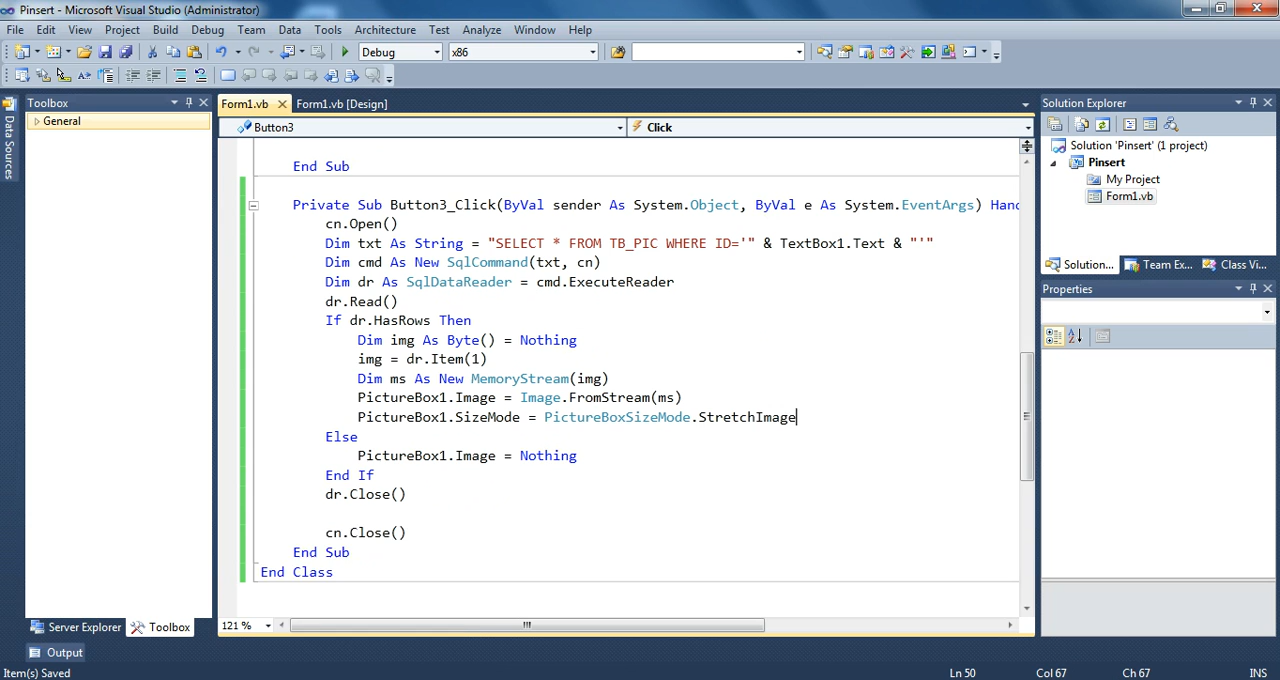 Pinsert - Microsoft Visual Studio (Administrator)
File Edit View Project Build Debug Team Data Tools Architecture Test Analyze Window Help
Debug x86
Toolbox
General
Data Sources
Form1.vb Form1.vb [Design]
Button3 Click
End Sub
Private Sub Button3_Click(ByVal sender As System.Object, ByVal e As System.EventArgs) Hand
cn.Open()
Dim txt As String = "SELECT * FROM TB_PIC WHERE ID='" & TextBox1.Text & "'"
Dim cmd As New SqlCommand(txt, cn)
Dim dr As SqlDataReader = cmd.ExecuteReader
dr.Read()
If dr.HasRows Then
Dim img As Byte() = Nothing
img = dr.Item(1)
Dim ms As New MemoryStream(img)
PictureBox1.Image = Image.FromStream(ms)
PictureBox1.SizeMode = PictureBoxSizeMode.StretchImage
Else
PictureBox1.Image = Nothing
End If
dr.Close()
cn.Close()
End Sub
End Class
121 %
Server Explorer Toolbox
Output
Solution Explorer
Solution 'Pinsert' (1 project)
Pinsert
My Project
Form1.vb
Solution... Team Ex... Class Vi...
Properties
Item(s) Saved Ln 50 Col 67 Ch 67 INS